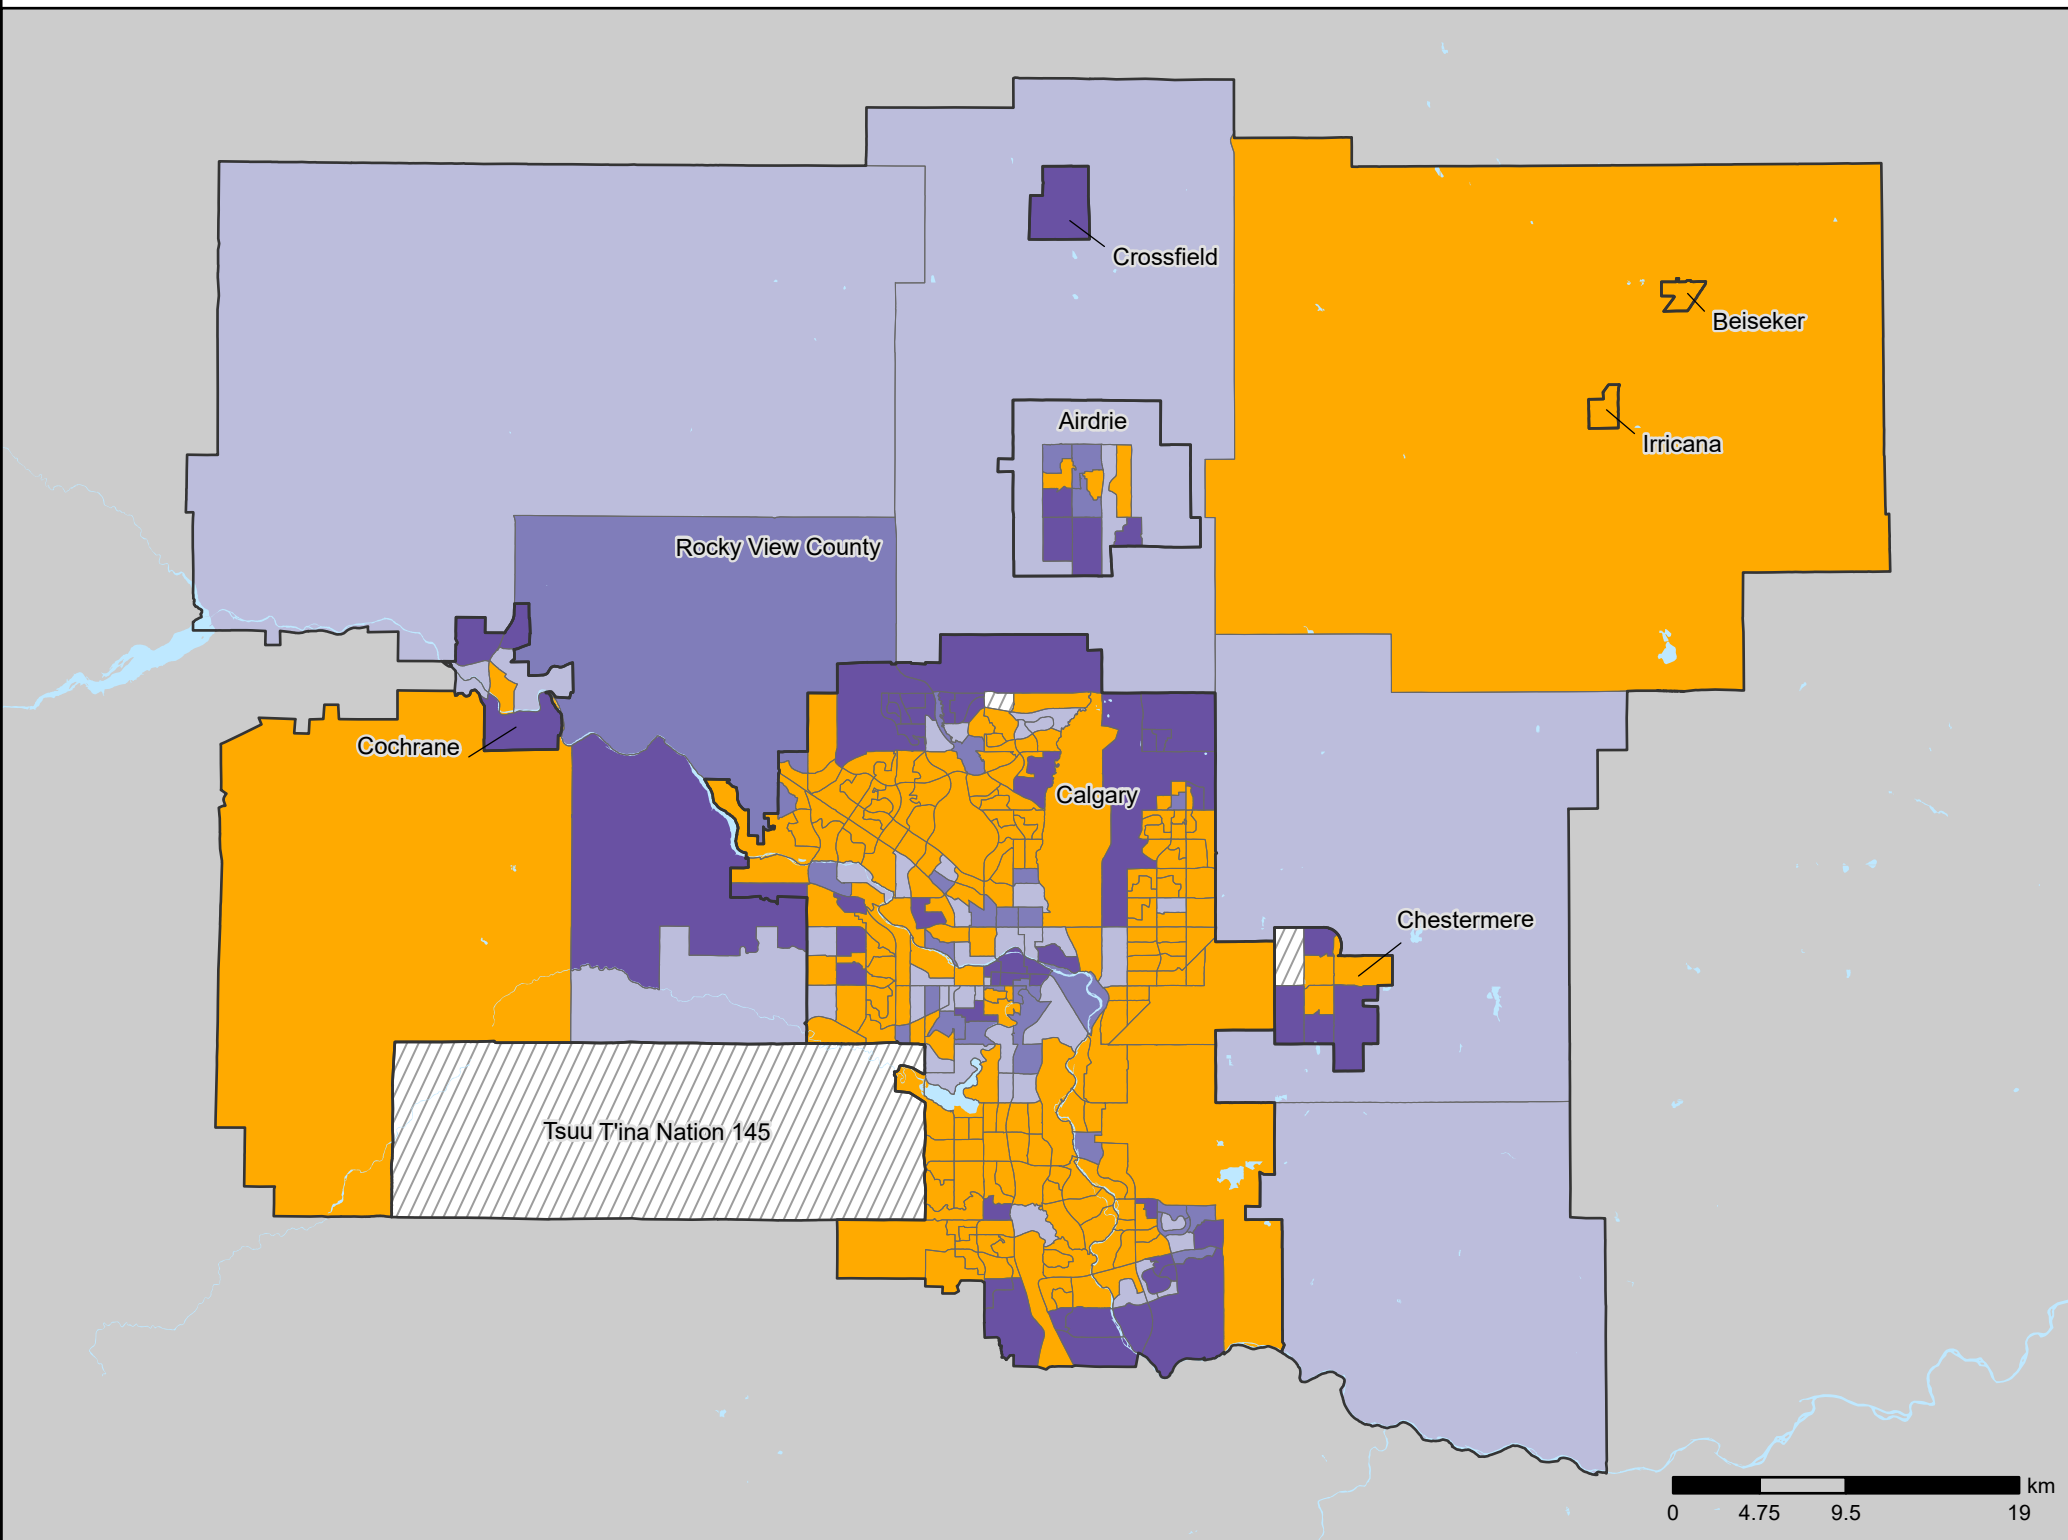 Crossfield
Beiseker
Airdrie
Irricana
Rocky View County
Cochrane
Calgary
Chestermere
Tsuu T'ina Nation 145
km
0 4.75 9.5 19